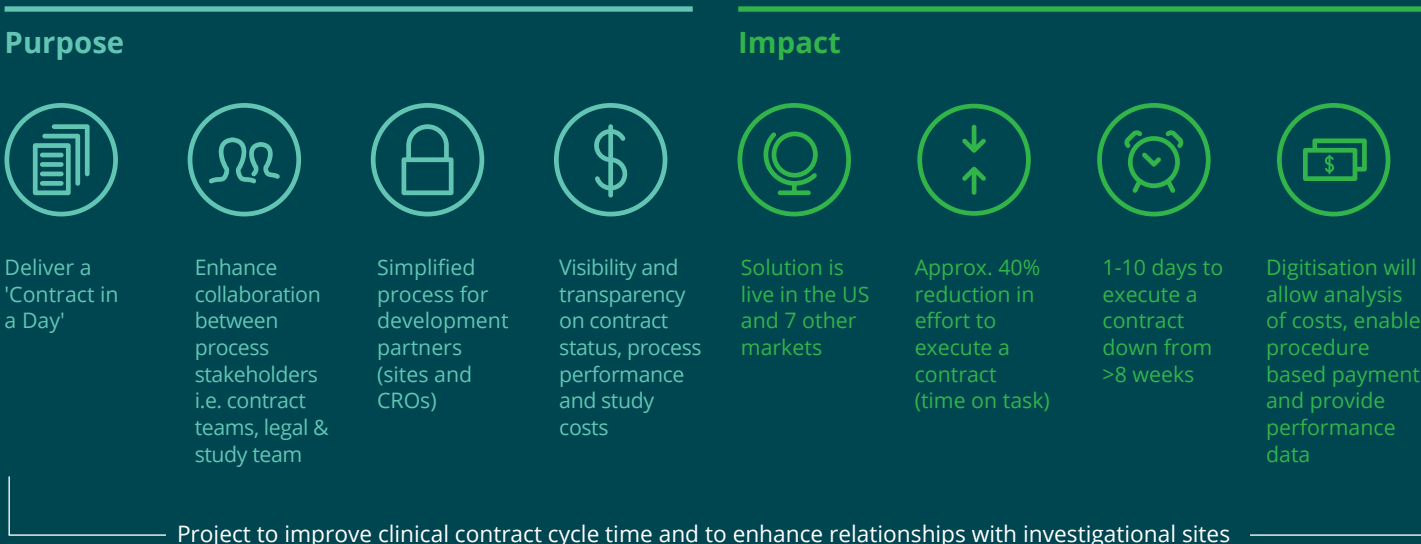 Purpose
Deliver a
'Contract in
a Day'
Enhance
collaboration
between
process
stakeholders
i.e. contract
teams, legal &
study team
Simplified
process for
development
partners
(sites and
CROs)
$
Visibility and
transparency
on contract
status, process
performance
and study
costs
Impact
Solution is
live in the US
and 7 other
markets
Approx. 40%
reduction in
effort to
execute a
contract
(time on task)
1-10 days to
execute a
contract
down from
>8 weeks
$
Digitisation will
allow analysis
of costs, enable
procedure
based payment
and provide
performance
data
Project to improve clinical contract cycle time and to enhance relationships with investigational sites